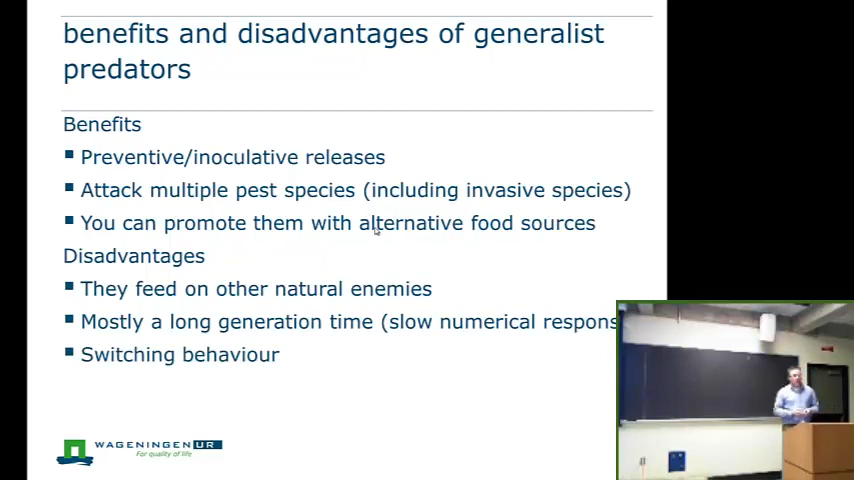 benefits and disadvantages of generalist
predators
Benefits
Preventive/inoculative releases
Attack multiple pest species (including invasive species)
You can promote them with alternative food sources
Disadvantages
They feed on other natural enemies
Mostly a long generation time (slow numerical respons
Switching behaviour
WAGENINGEN UR
For quality of life